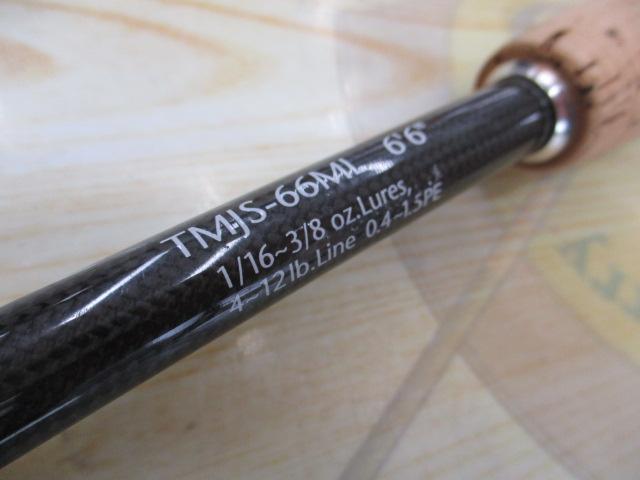 TMJS-66ML 6'6"
1/16~3/8 oz.Lures,
4~12lb.Line 0.4~1.5PE